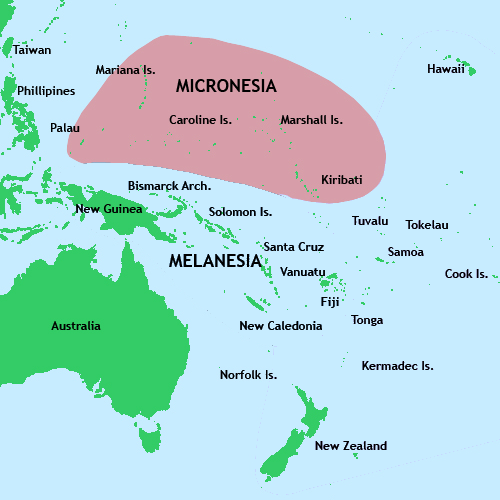 Taiwan
Mariana Is.
Hawaii
MICRONESIA
Phillipines
Palau
Caroline Is.
Marshall Is.
Kiribati
Bismarck Arch.
New Guinea
Solomon Is.
Tuvalu
Tokelau
Santa Cruz
Samoa
MELANESIA
Vanuatu
Cook Is.
Fiji
Australia
New Caledonia
Tonga
Kermadec Is.
Norfolk Is.
New Zealand